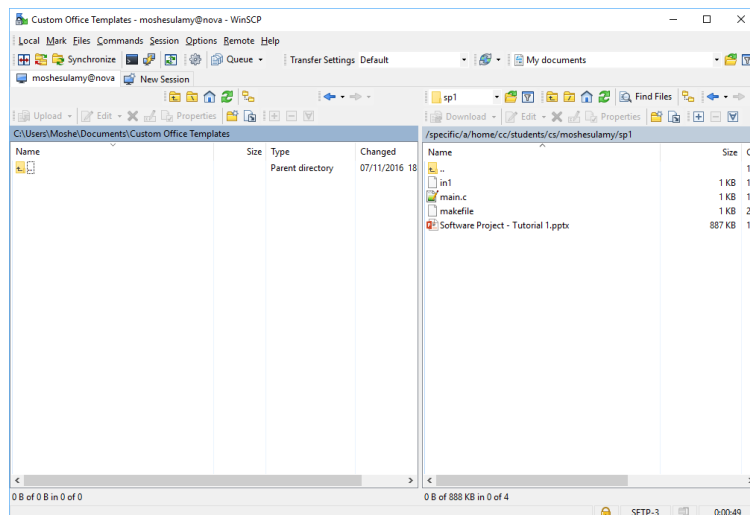 Custom Office Templates - moshesulamy@nova - WinSCP
Local Mark Files Commands Session Options Remote Help
Synchronize Queue Transfer Settings Default My documents
moshesulamy@nova New Session
sp1 Find Files
Upload Edit Properties Download Edit Properties
C:\Users\Moshe\Documents\Custom Office Templates /specific/a/home/cc/students/cs/moshesulamy/sp1
Name Size Type Changed Name Size
.. Parent directory 07/11/2016 18 ..
in1 1 KB
main.c 1 KB
makefile 1 KB
Software Project - Tutorial 1.pptx 887 KB
0 B of 0 B in 0 of 0 0 B of 888 KB in 0 of 4
SFTP-3 0:00:49